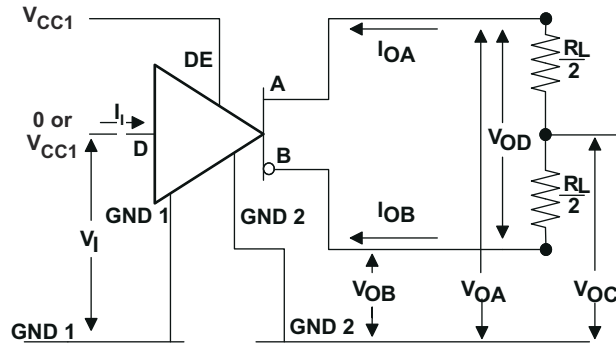 VCC1
DE
IOA
A
RL
2
0 or
VCC1
II
D
B
VOD
RL
2
GND 1
GND 2
IOB
VI
VOB
VOA
VOC
GND 1
GND 2